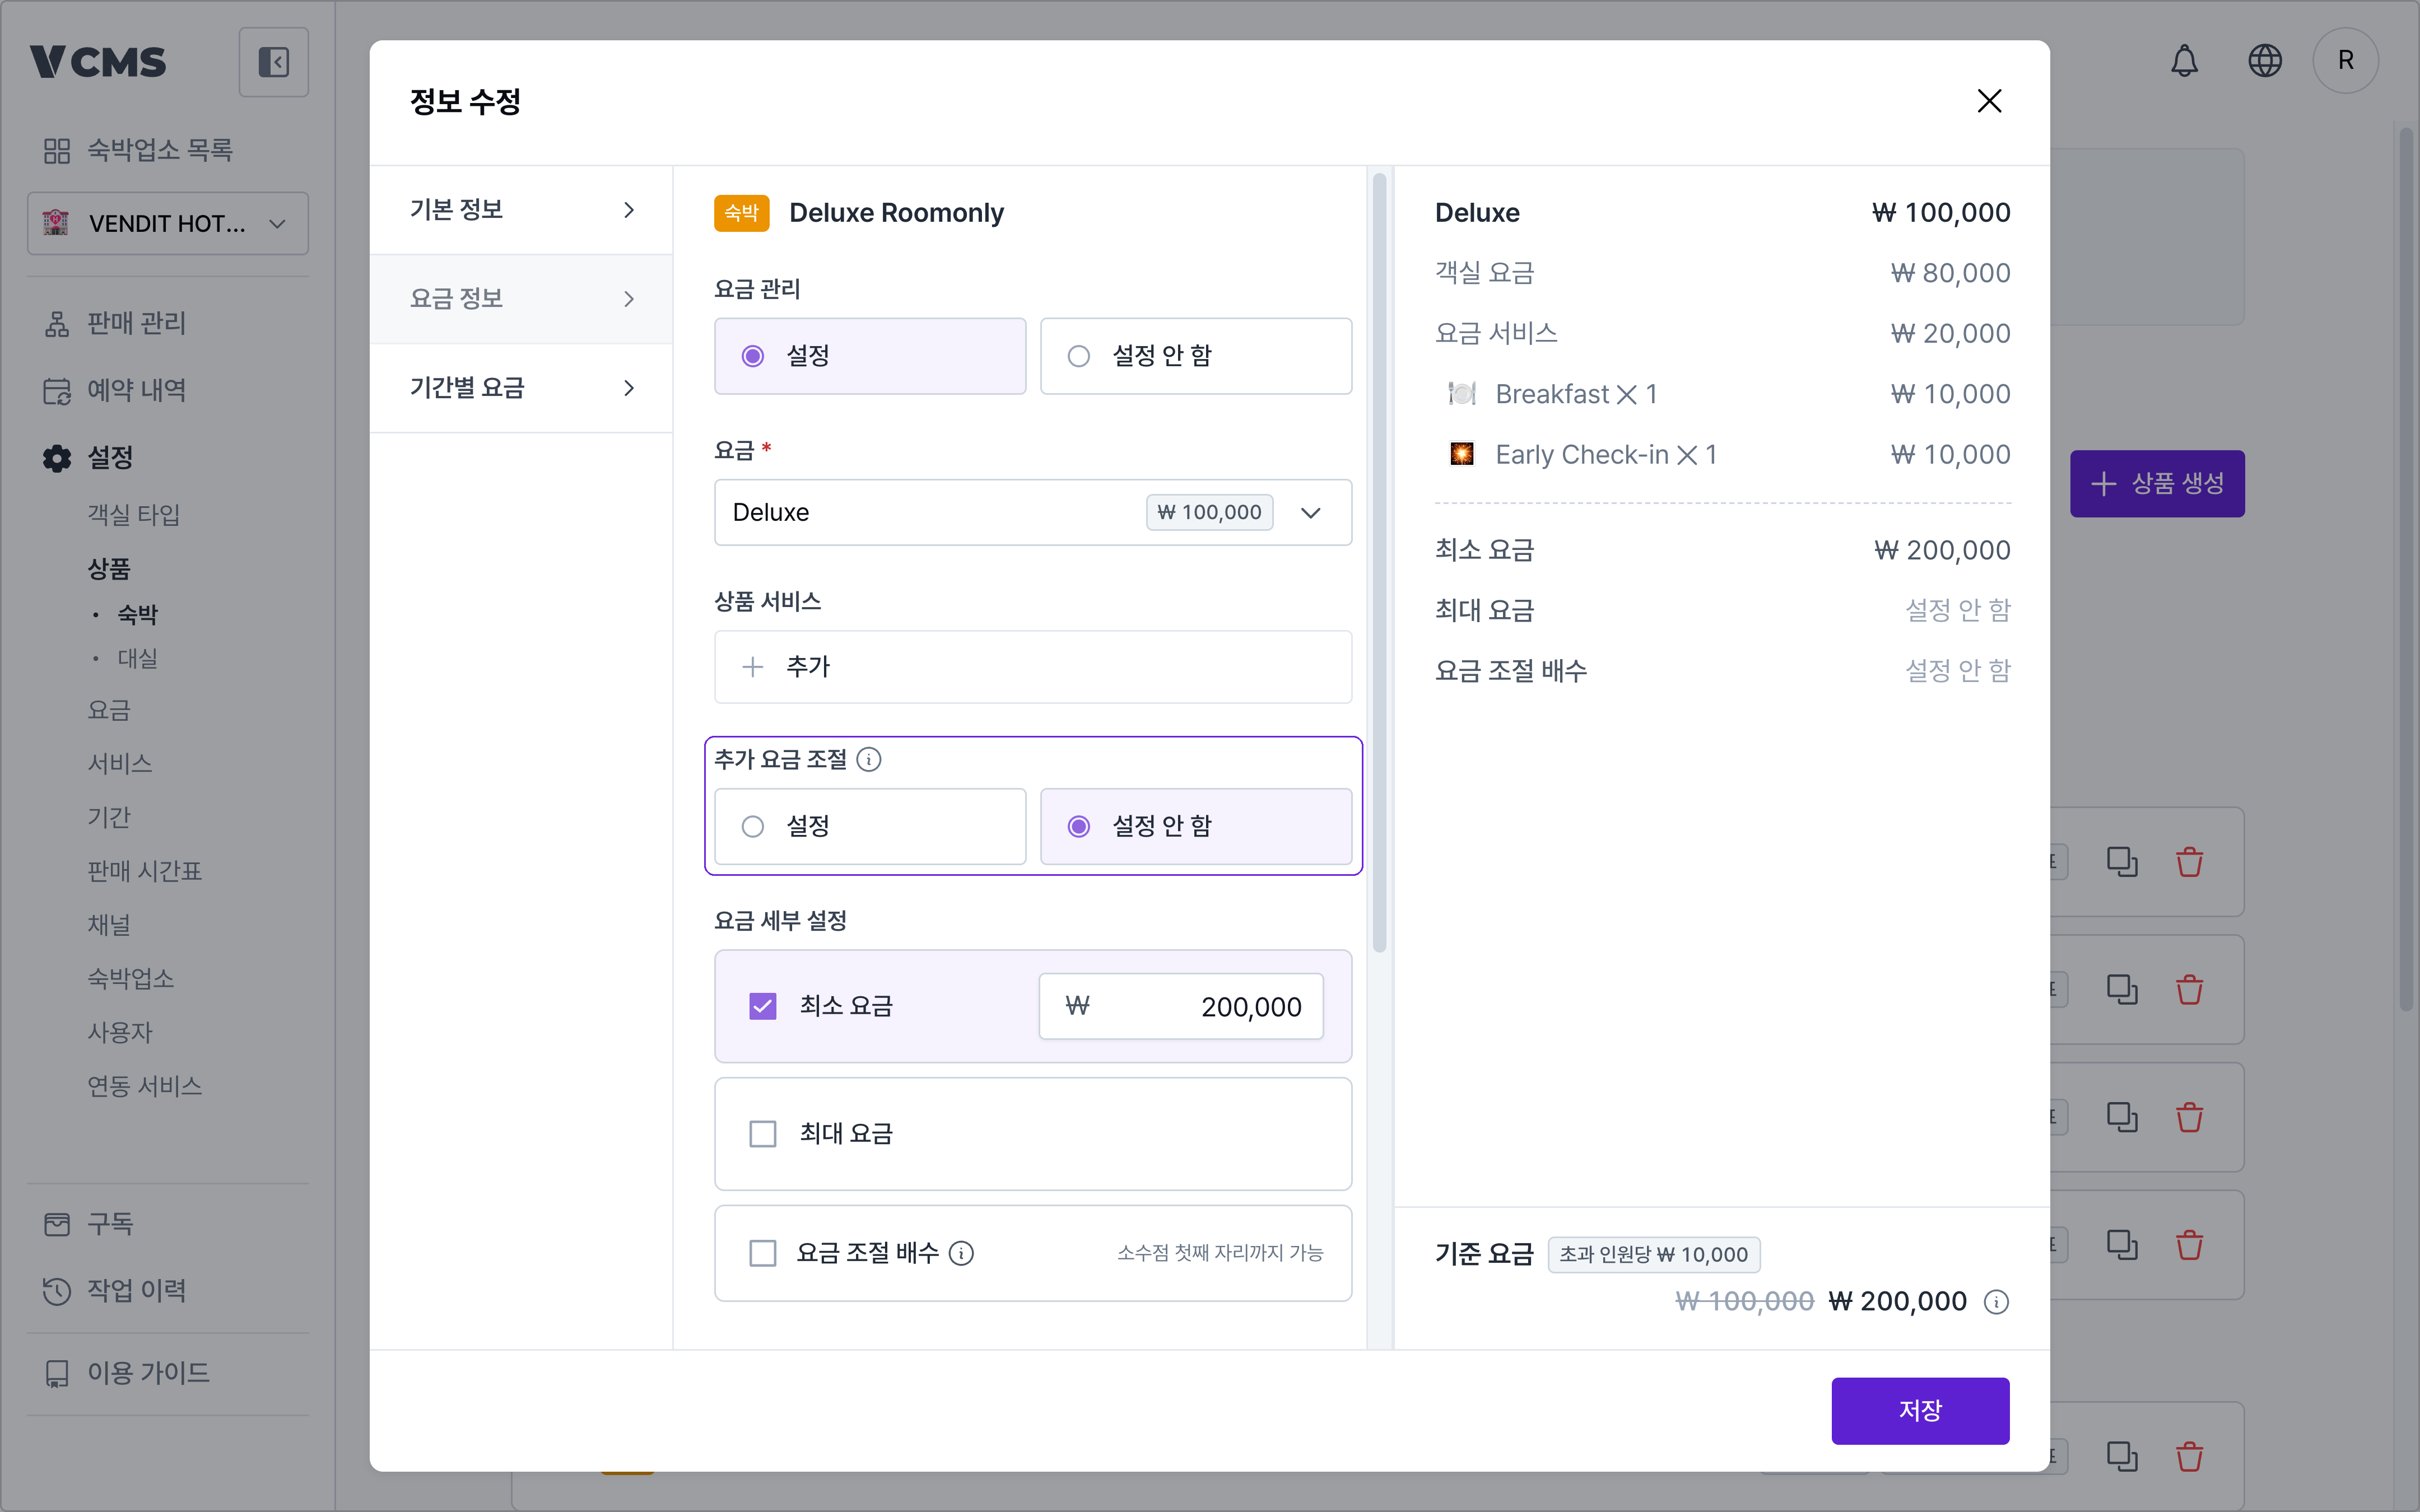 VCMS
숙박업소 목록
VENDIT HOT...
판매 관리
예약 내역
설정
객실 타입
상품
• 숙박
• 대실
요금
서비스
기간
판매 시간표
채널
숙박업소
사용자
연동 서비스
구독
작업 이력
이용 가이드
R
상품 생성
정보 수정
기본 정보
요금 정보
기간별 요금
숙박 Deluxe Roomonly
요금 관리
설정 설정 안 함
요금 *
Deluxe ₩ 100,000
상품 서비스
추가
추가 요금 조절
설정 설정 안 함
요금 세부 설정
최소 요금 ₩ 200,000
최대 요금
요금 조절 배수 소수점 첫째 자리까지 가능
Deluxe ₩ 100,000
객실 요금 ₩ 80,000
요금 서비스 ₩ 20,000
Breakfast × 1 ₩ 10,000
Early Check-in × 1 ₩ 10,000
최소 요금 ₩ 200,000
최대 요금 설정 안 함
요금 조절 배수 설정 안 함
기준 요금 초과 인원당 ₩ 10,000
₩ 100,000 ₩ 200,000
저장